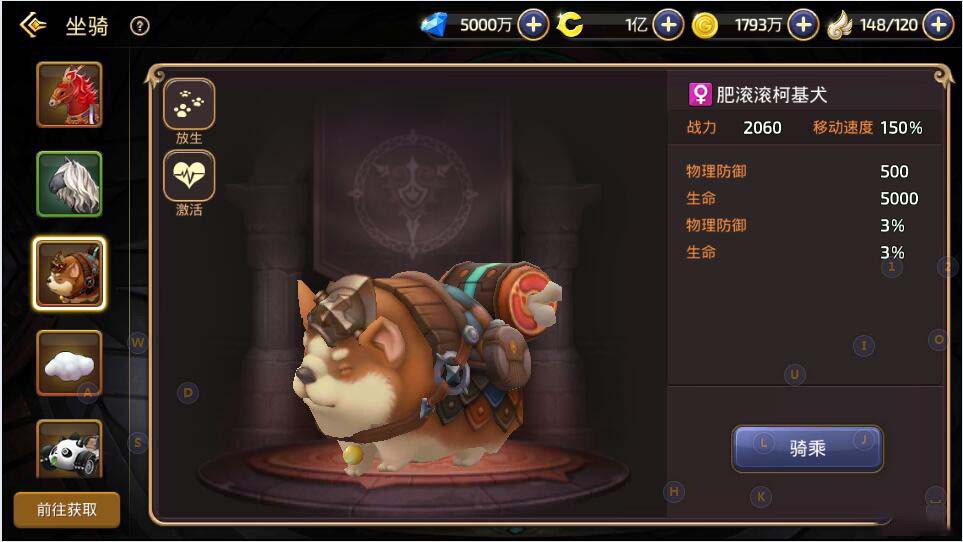 坐骑 ? 5000万 1亿 1793万 148/120
放生
激活
肥滚滚柯基犬
战力 2060 移动速度 150%
物理防御 500
生命 5000
物理防御 3%
生命 3%
1 2
W
I O
U
A D
S
L J
骑乘
H K
前往获取